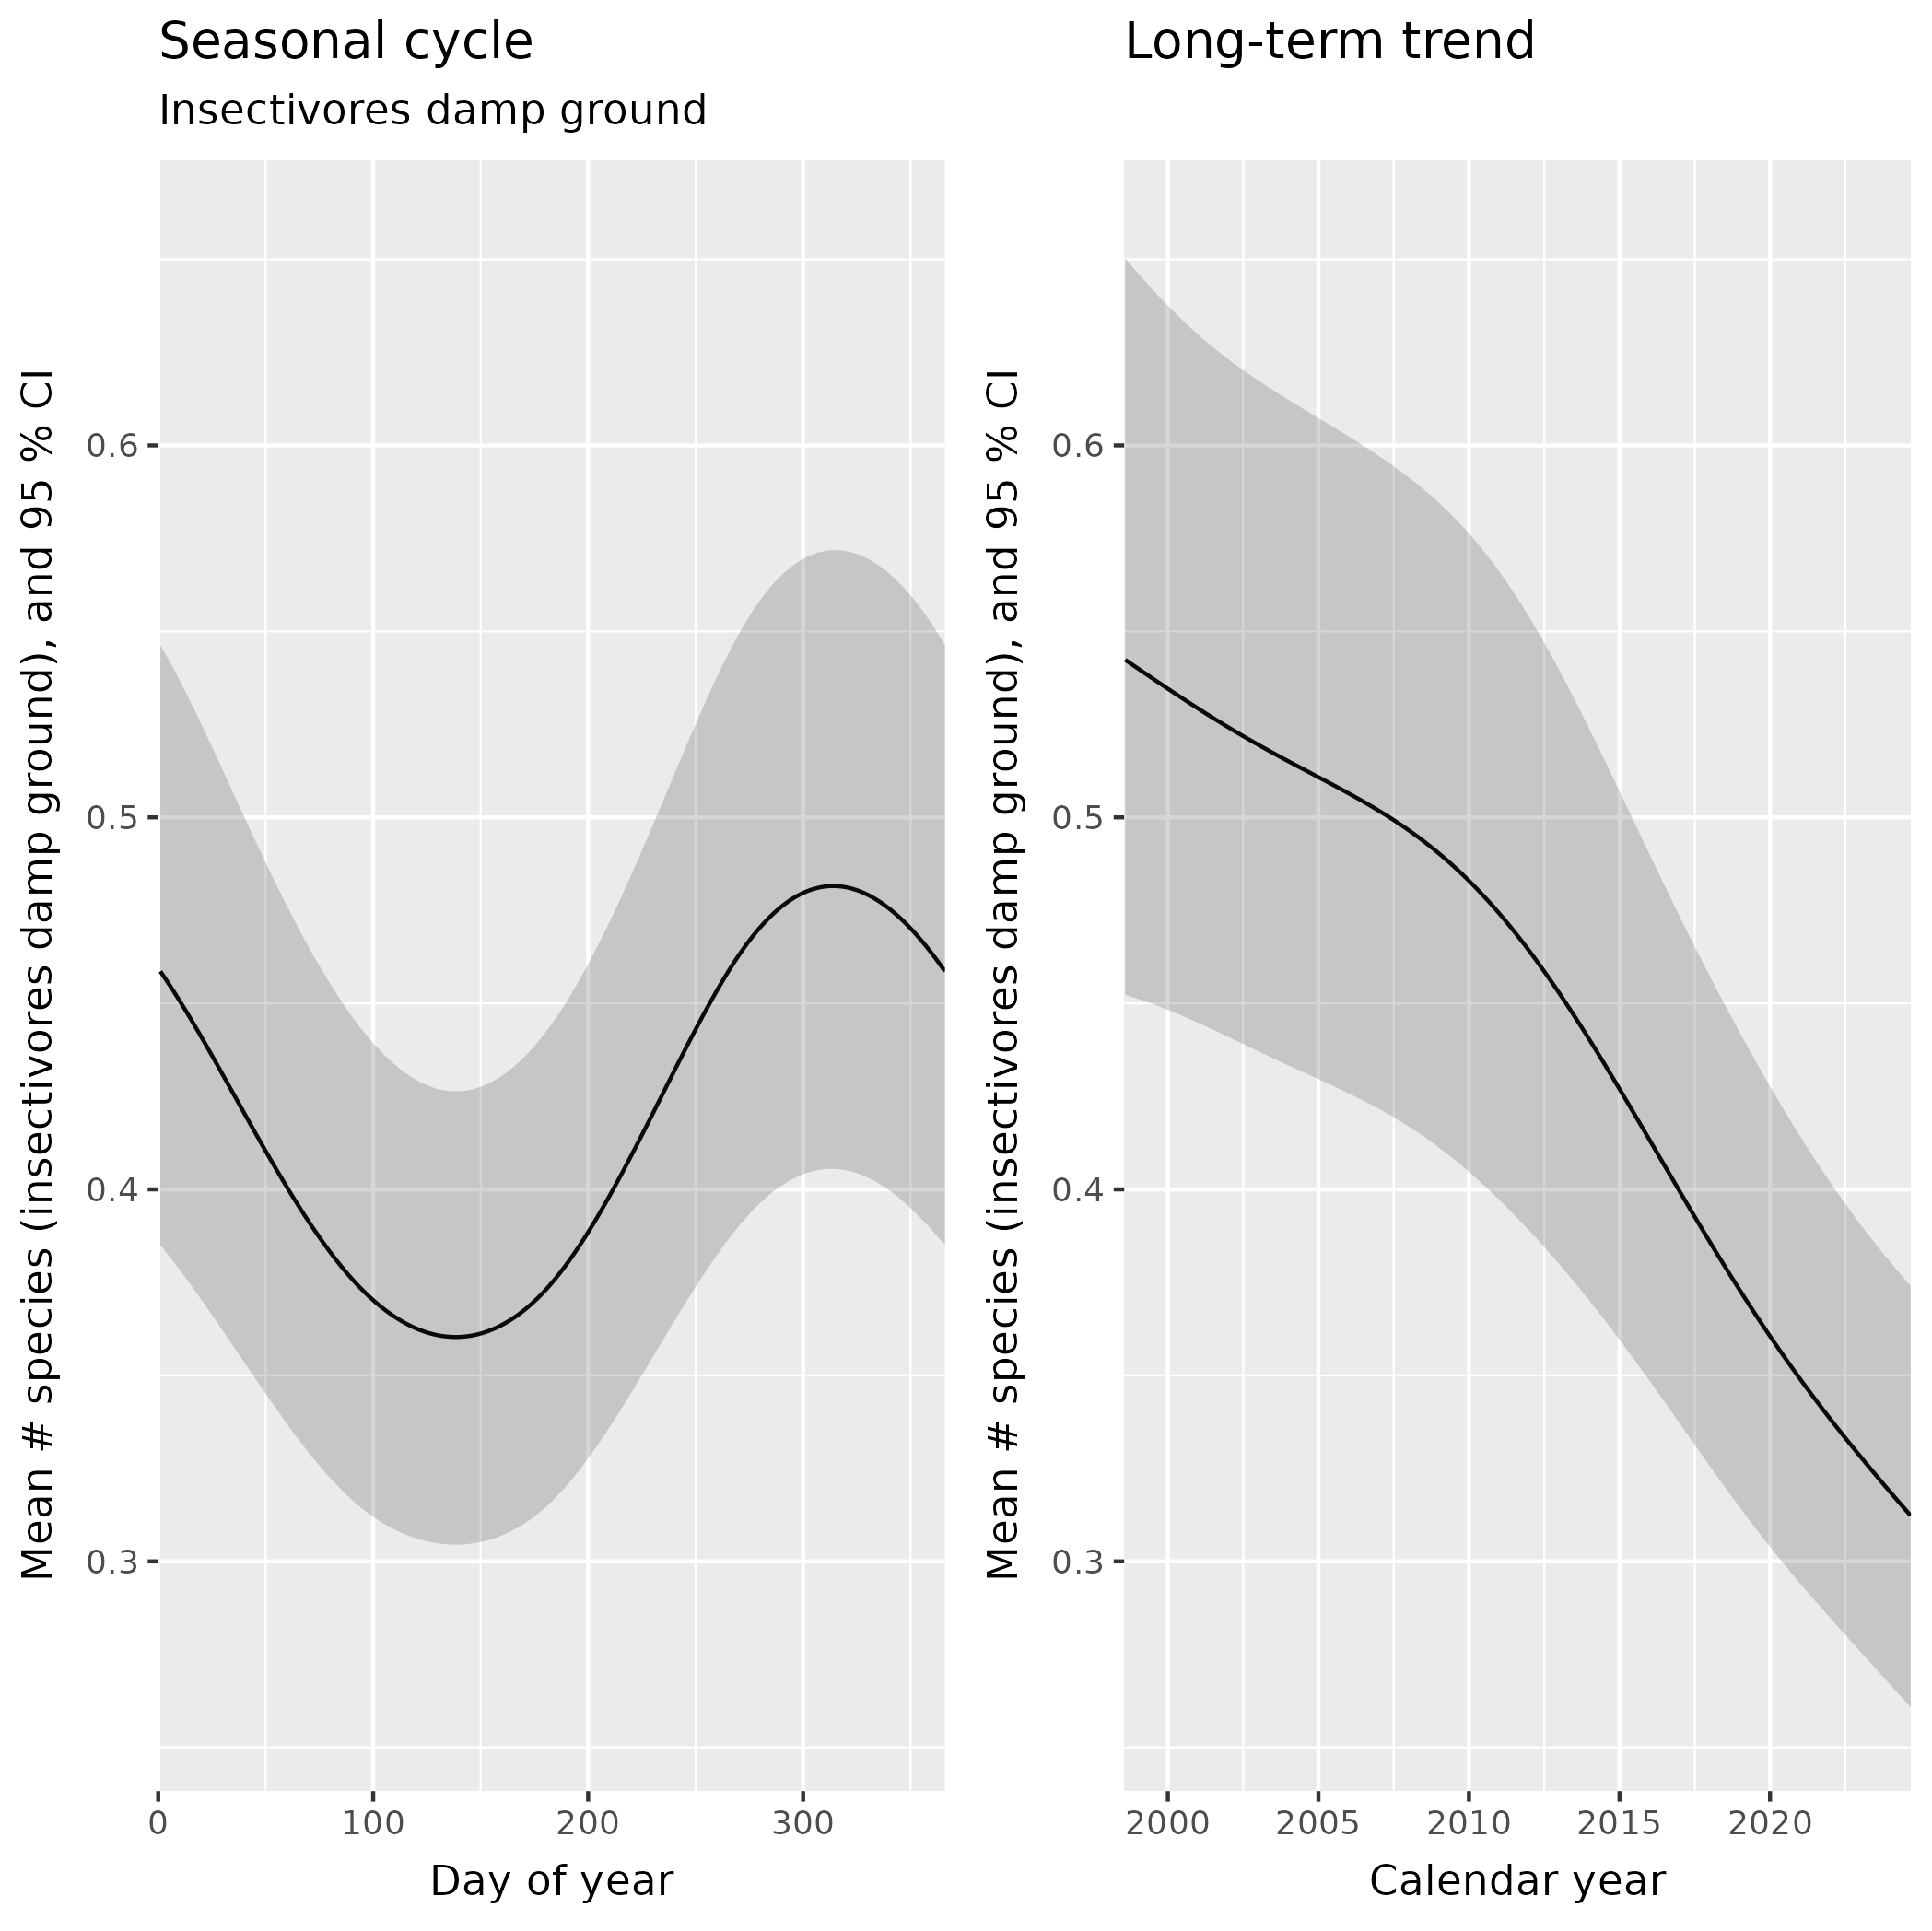 Seasonal cycle
Insectivores damp ground
Mean # species (insectivores damp ground), and 95 % CI
0.6
0.5
0.4
0.3
0
100
200
300
Day of year
Long-term trend
Mean # species (insectivores damp ground), and 95 % CI
0.6
0.5
0.4
0.3
2000
2005
2010
2015
2020
Calendar year